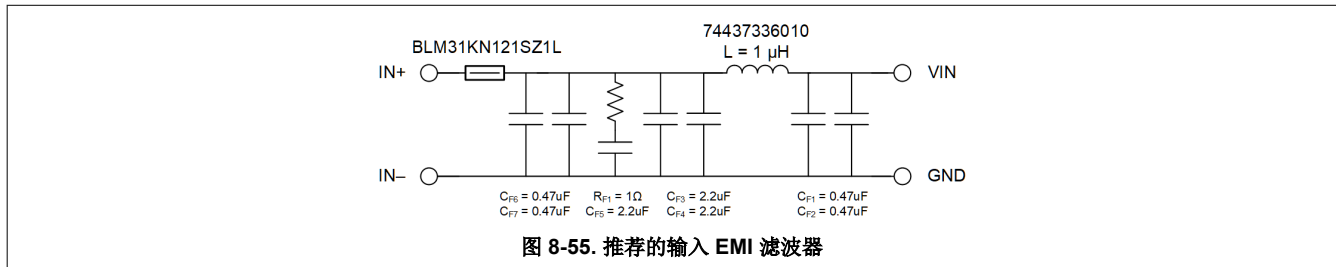 74437336010
BLM31KN121SZ1L
L = 1 µH
IN+
VIN
IN–
GND
CF6 = 0.47uF
RF1 = 1Ω
CF3 = 2.2uF
CF1 = 0.47uF
CF7 = 0.47uF
CF5 = 2.2uF
CF4 = 2.2uF
CF2 = 0.47uF
图 8-55. 推荐的输入 EMI 滤波器